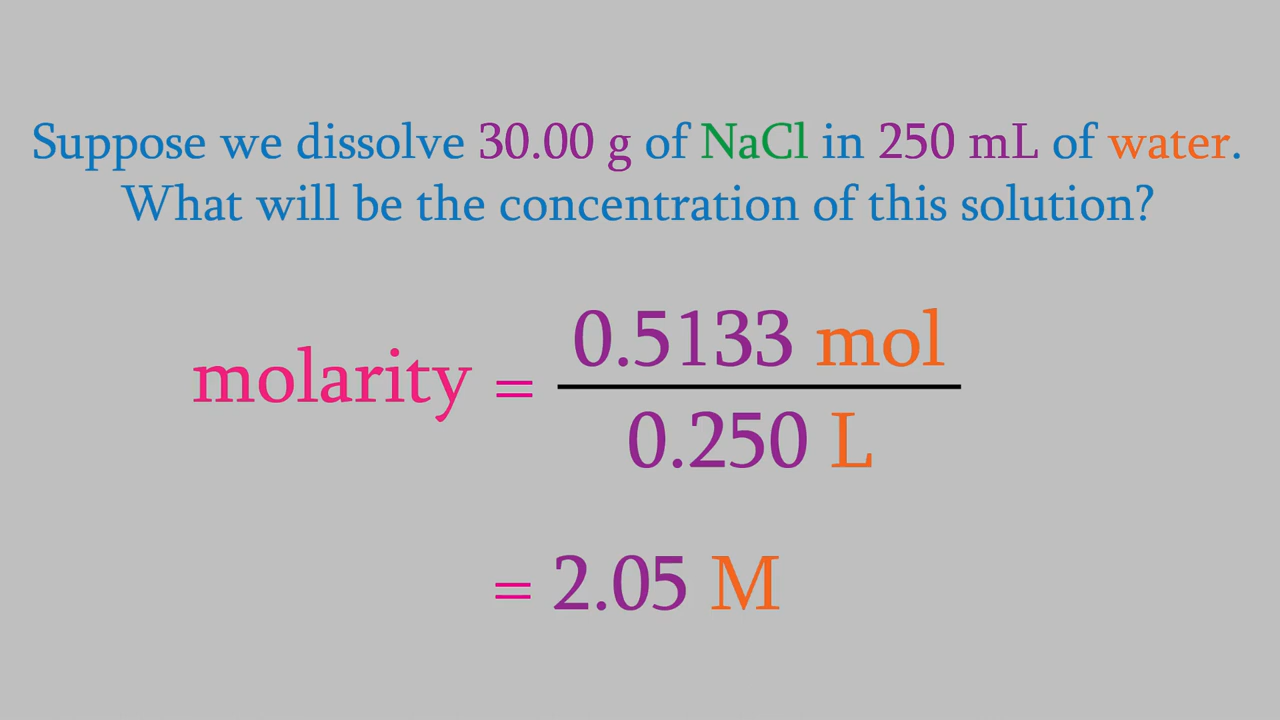 Suppose we dissolve 30.00 g of NaCl in 250 mL of water.
What will be the concentration of this solution?
0.5133 mol
molarity =
0.250 L
= 2.05 M